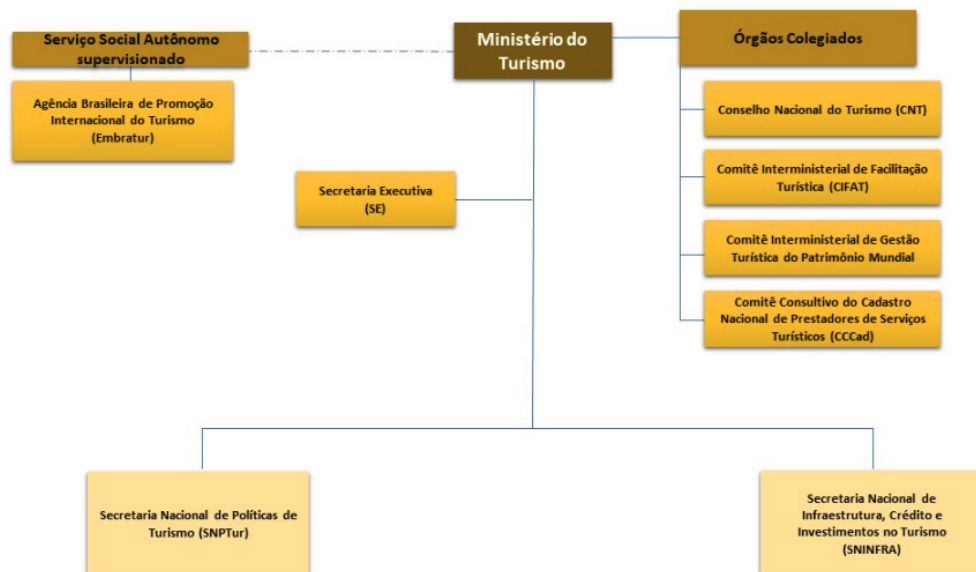 Serviço Social Autônomo
supervisionado
Ministério do
Turismo
Órgãos Colegiados
Agência Brasileira de Promoção
Internacional do Turismo
(Embratur)
Conselho Nacional do Turismo (CNT)
Comitê Interministerial de Facilitação
Turística (CIFAT)
Secretaria Executiva
(SE)
Comitê Interministerial de Gestão
Turística do Patrimônio Mundial
Comitê Consultivo do Cadastro
Nacional de Prestadores de Serviços
Turísticos (CCCad)
Secretaria Nacional de Políticas de
Turismo (SNPTur)
Secretaria Nacional de
Infraestrutura, Crédito e
Investimentos no Turismo
(SNINFRA)